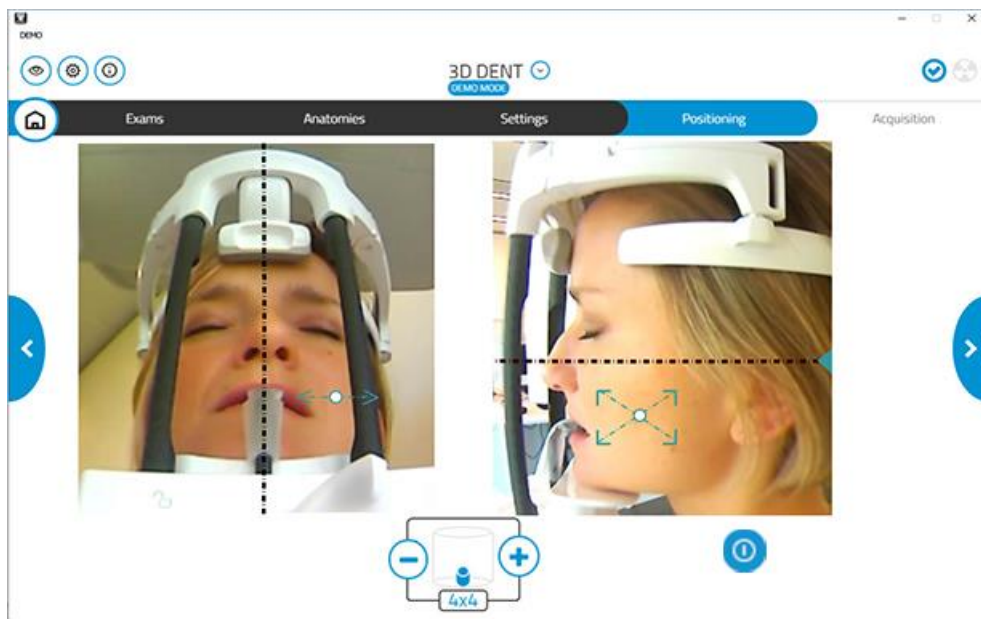 DEMO
3D DENT
DEMO MODE
Exams
Anatomies
Settings
Positioning
Acquisition
4x4